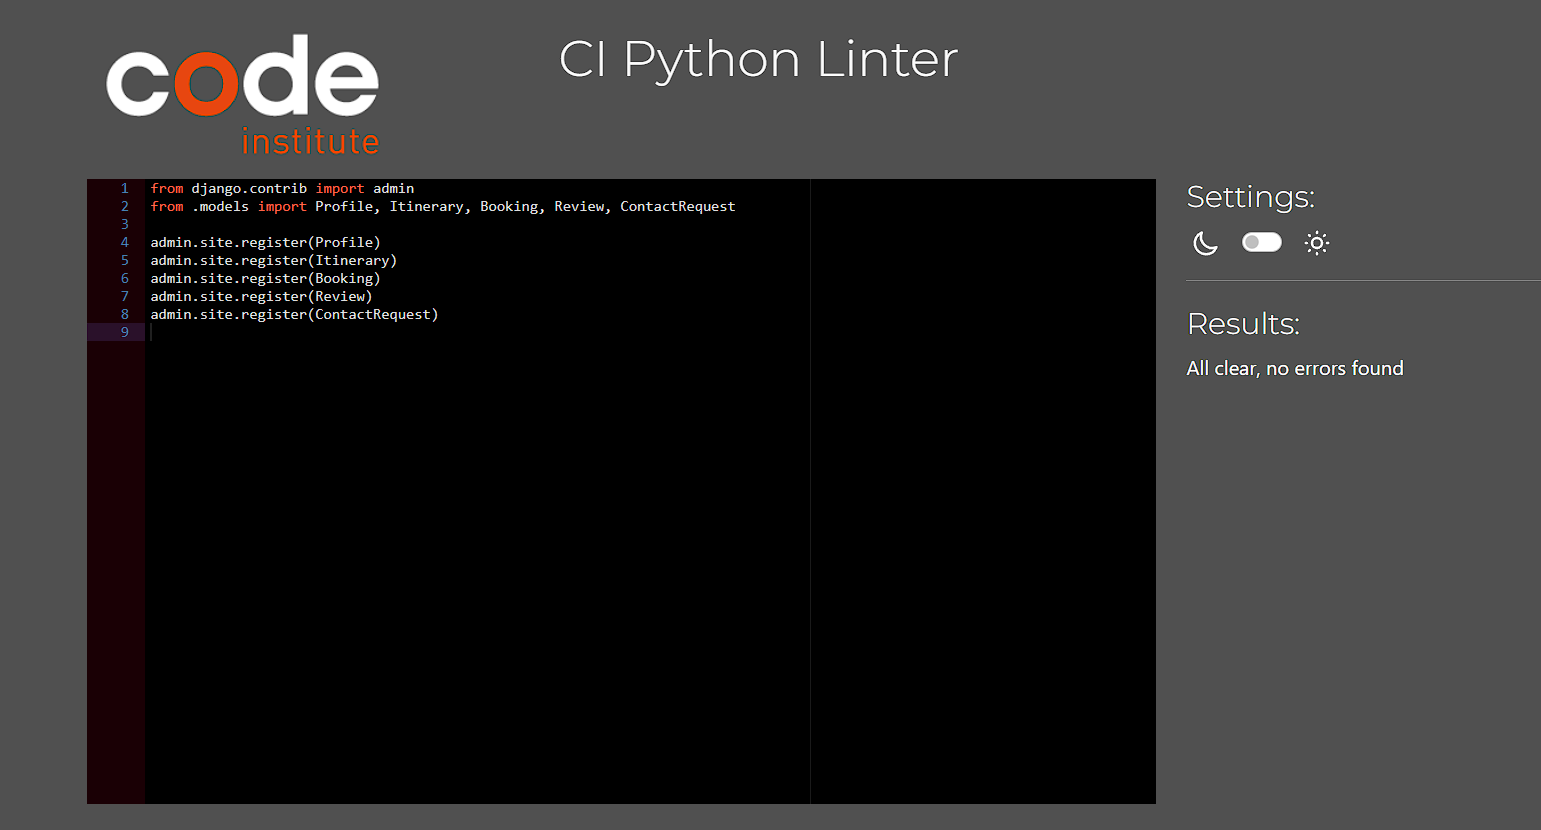 code
institute
CI Python Linter
1 from django.contrib import admin
2 from .models import Profile, Itinerary, Booking, Review, ContactRequest
3
4 admin.site.register(Profile)
5 admin.site.register(Itinerary)
6 admin.site.register(Booking)
7 admin.site.register(Review)
8 admin.site.register(ContactRequest)
9
Settings:
Results:
All clear, no errors found